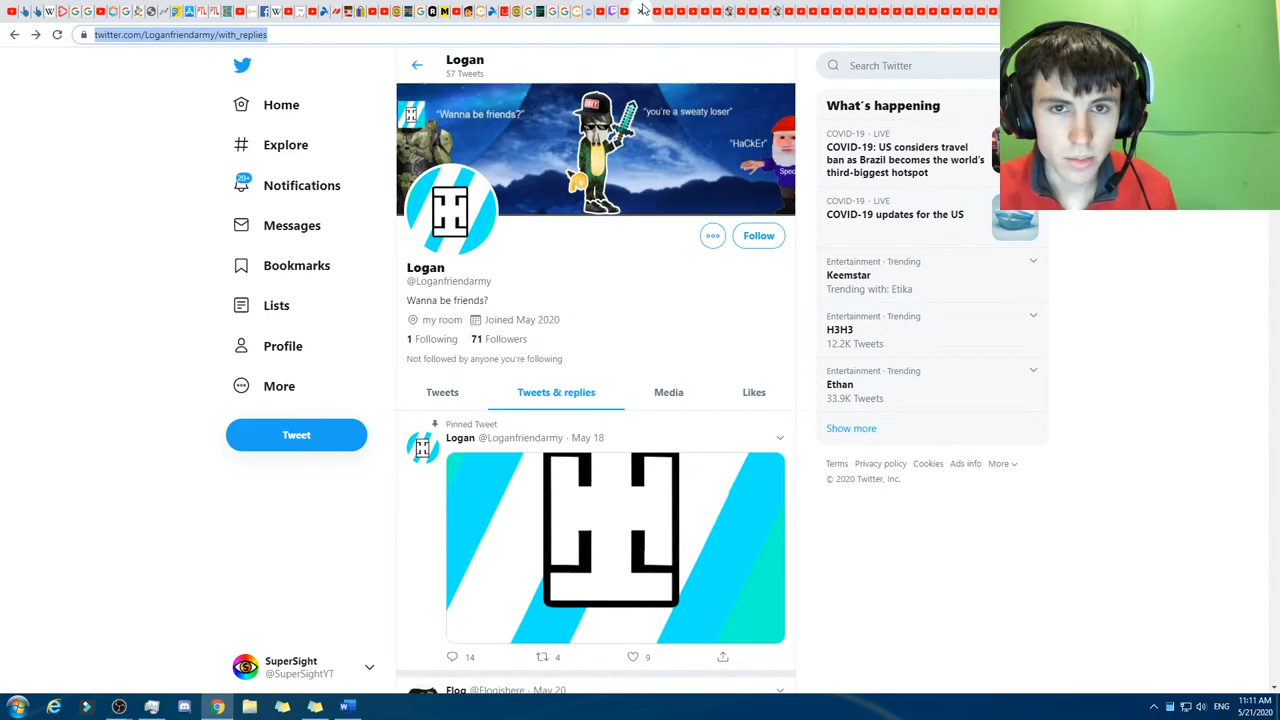 twitter.com/Loganfriendarmy/with_replies
Logan
57 Tweets
Home
Explore
20+
Notifications
Messages
Bookmarks
Lists
Profile
More
Tweet
SuperSight
@SuperSightYT
"Wanna be friends?"
OBEY
"you're a sweaty loser"
"HaCkEr"
Follow
Logan
@Loganfriendarmy
Wanna be friends?
my room Joined May 2020
1 Following 71 Followers
Not followed by anyone you're following
Tweets Tweets & replies Media Likes
Pinned Tweet
Logan @Loganfriendarmy · May 18
14 4 9
Flog @Flogishere · May 20
Search Twitter
What's happening
COVID-19 · LIVE
COVID-19: US considers travel
ban as Brazil becomes the world's
third-biggest hotspot
COVID-19 · LIVE
COVID-19 updates for the US
Entertainment · Trending
Keemstar
Trending with: Etika
Entertainment · Trending
H3H3
12.2K Tweets
Entertainment · Trending
Ethan
33.9K Tweets
Show more
Terms Privacy policy Cookies Ads info More
© 2020 Twitter, Inc.
ENG
11:11 AM
5/21/2020